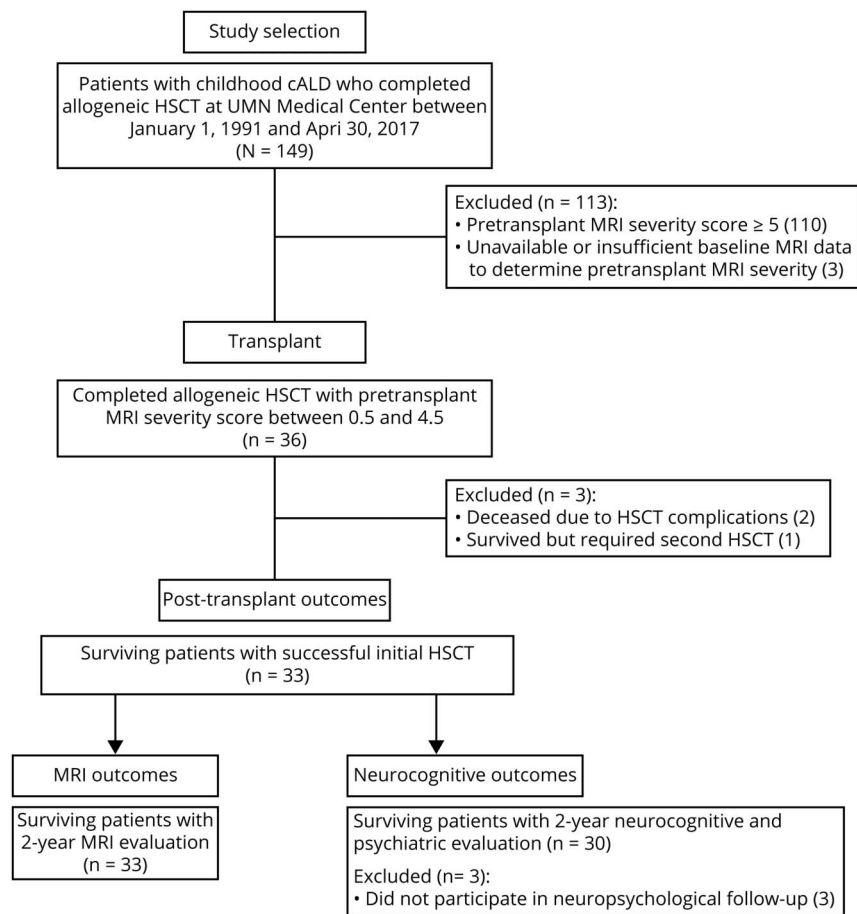 Study selection
Patients with childhood cALD who completed
allogeneic HSCT at UMN Medical Center between
January 1, 1991 and Apri 30, 2017
(N = 149)
Excluded (n = 113):
• Pretransplant MRI severity score ≥ 5 (110)
• Unavailable or insufficient baseline MRI data
to determine pretransplant MRI severity (3)
Transplant
Completed allogeneic HSCT with pretransplant
MRI severity score between 0.5 and 4.5
(n = 36)
Excluded (n = 3):
• Deceased due to HSCT complications (2)
• Survived but required second HSCT (1)
Post-transplant outcomes
Surviving patients with successful initial HSCT
(n = 33)
MRI outcomes
Surviving patients with
2-year MRI evaluation
(n = 33)
Neurocognitive outcomes
Surviving patients with 2-year neurocognitive and
psychiatric evaluation (n = 30)
Excluded (n= 3):
• Did not participate in neuropsychological follow-up (3)